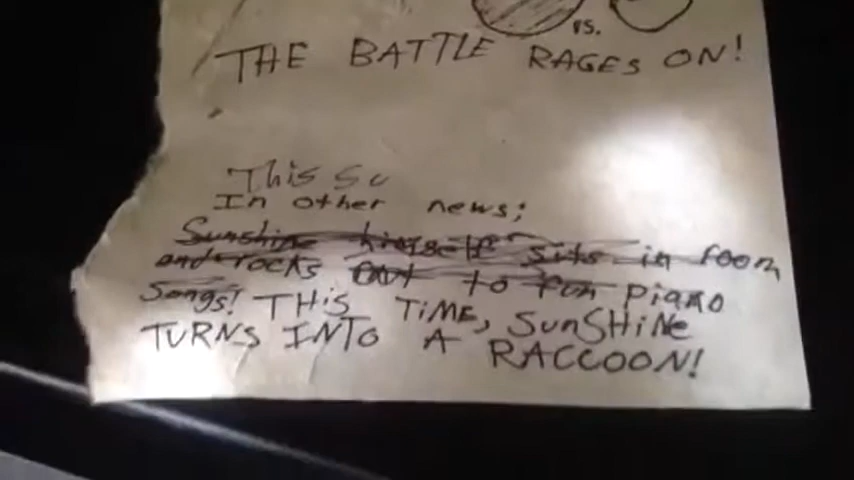 vs.
THE BATTLE RAGES ON!
This Su
In other news;
Sunshine himself sits in room
and rocks out to fun piano
Songs! THIS TIME, SUNSHINE
TURNS INTO A RACCOON!